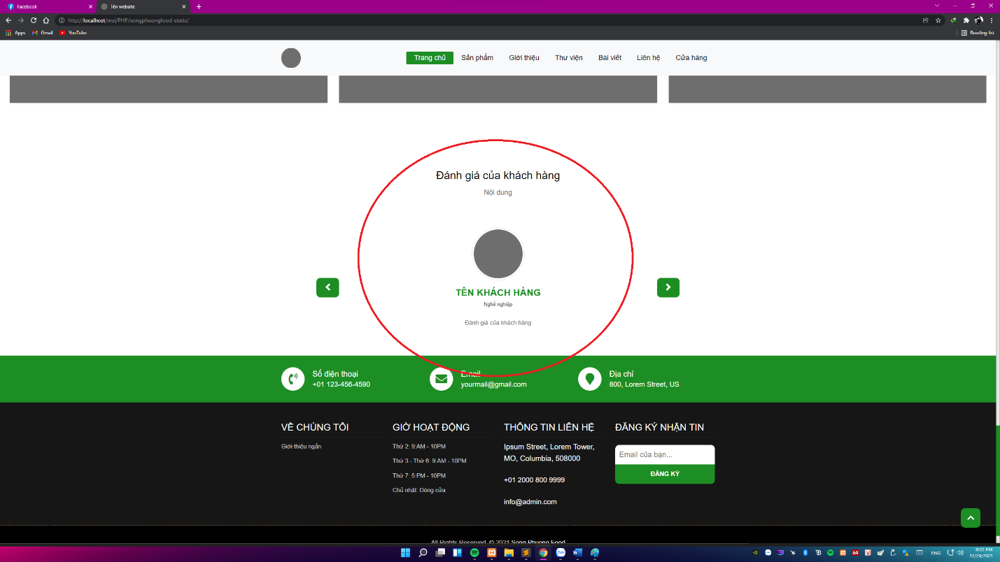 Facebook
Tên website
http://localhost/msi/PHP/songphuongfood-static/
Apps
Gmail
YouTube
Reading list
Trang chủ
Sản phẩm
Giới thiệu
Thư viện
Bài viết
Liên hệ
Cửa hàng
Đánh giá của khách hàng
Nội dung
TÊN KHÁCH HÀNG
Nghề nghiệp
Đánh giá của khách hàng
Số điện thoại
+01 123-456-4590
Email
yourmail@gmail.com
Địa chỉ
800, Lorem Street, US
VỀ CHÚNG TÔI
Giới thiệu ngắn
GIỜ HOẠT ĐỘNG
Thứ 2: 9:AM - 10PM
Thứ 3 - Thứ 6: 9 AM - 10PM
Thứ 7: 5:PM - 10PM
Chủ nhật: Đóng cửa
THÔNG TIN LIÊN HỆ
Ipsum Street, Lorem Tower,
MO, Columbia, 508000
+01 2000 800 9999
info@admin.com
ĐĂNG KÝ NHẬN TIN
Email của bạn...
ĐĂNG KÝ
All Rights Reserved. © 2021 Song Phuong Food
Zalo
64
ENG
9:22 PM
12/29/2021